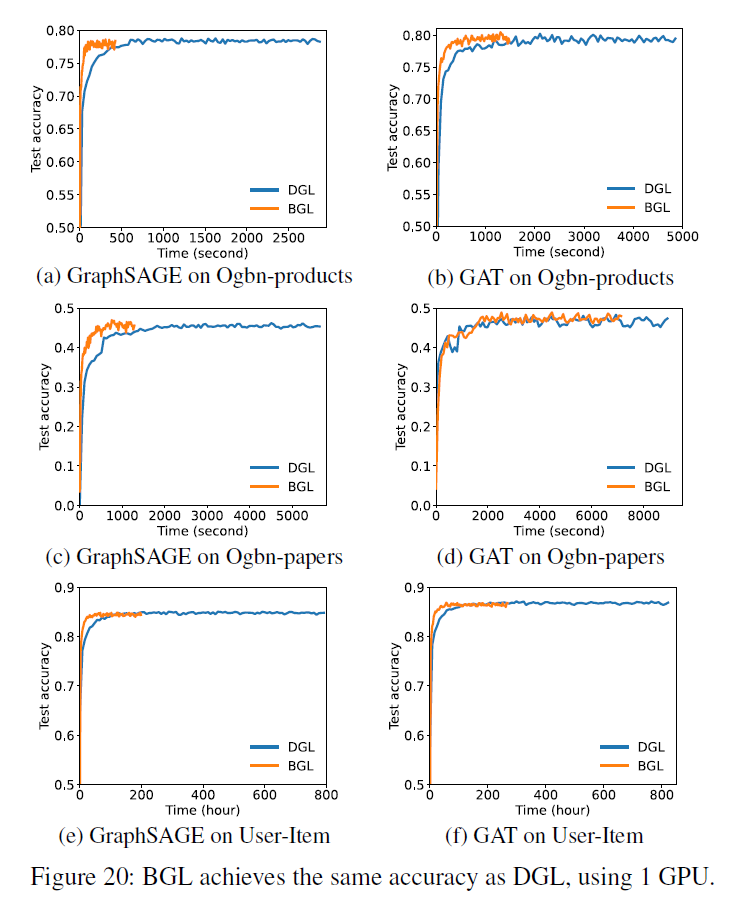 0.80
0.75
0.70
0.65
0.60
0.55
0.50
Test accuracy
DGL
BGL
0 500 1000 1500 2000 2500
Time (second)
(a) GraphSAGE on Ogbn-products
0.80
0.75
0.70
0.65
0.60
0.55
0.50
Test accuracy
DGL
BGL
0 1000 2000 3000 4000 5000
Time (second)
(b) GAT on Ogbn-products
0.5
0.4
0.3
0.2
0.1
0.0
Test accuracy
DGL
BGL
0 1000 2000 3000 4000 5000
Time (second)
(c) GraphSAGE on Ogbn-papers
0.5
0.4
0.3
0.2
0.1
0.0
Test accuracy
DGL
BGL
0 2000 4000 6000 8000
Time (second)
(d) GAT on Ogbn-papers
0.9
0.8
0.7
0.6
0.5
Test accuracy
DGL
BGL
0 200 400 600 800
Time (hour)
(e) GraphSAGE on User-Item
0.9
0.8
0.7
0.6
0.5
Test accuracy
DGL
BGL
0 200 400 600 800
Time (hour)
(f) GAT on User-Item
Figure 20: BGL achieves the same accuracy as DGL, using 1 GPU.